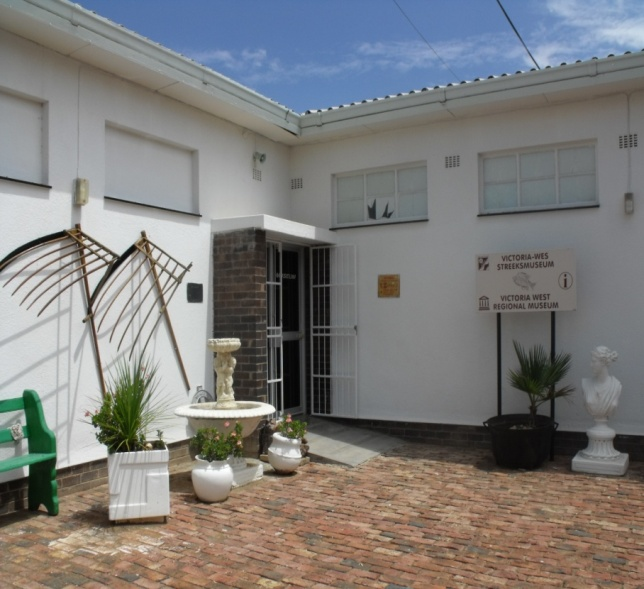 VICTORIA-WES
STREEKSMUSEUM
i
VICTORIA WEST
REGIONAL MUSEUM